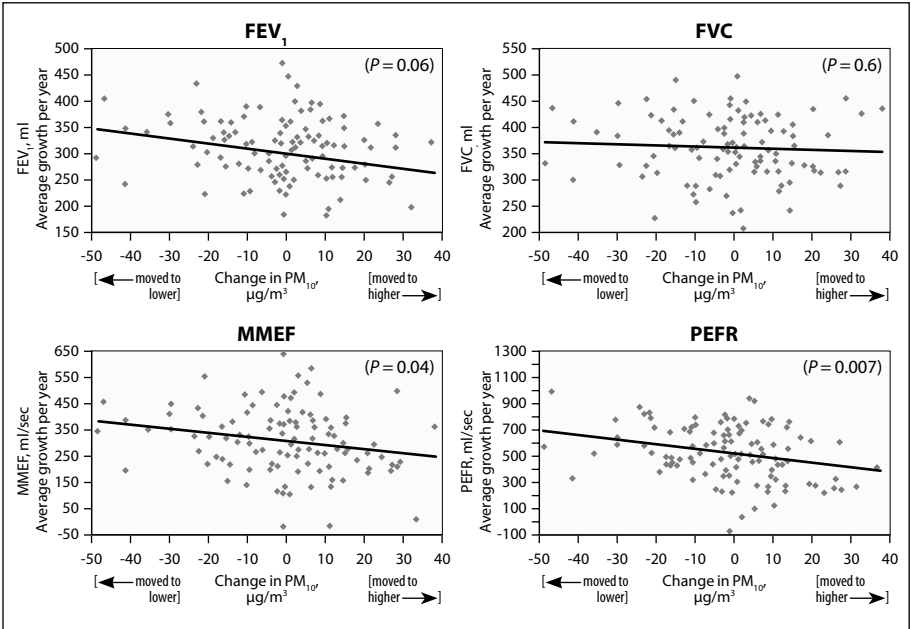 FEV1
FEV1, ml
Average growth per year
500
450
400
350
300
250
200
150
(P = 0.06)
-50 -40 -30 -20 -10 0 10 20 30 40
[← moved to lower]
Change in PM10, µg/m³
[moved to higher →]
FVC
FVC, ml
Average growth per year
550
500
450
400
350
300
250
200
(P = 0.6)
-50 -40 -30 -20 -10 0 10 20 30 40
[← moved to lower]
Change in PM10, µg/m³
[moved to higher →]
MMEF
MMEF, ml/sec
Average growth per year
650
550
450
350
250
150
50
-50
(P = 0.04)
-50 -40 -30 -20 -10 0 10 20 30 40
[← moved to lower]
Change in PM10, µg/m³
[moved to higher →]
PEFR
PEFR, ml/sec
Average growth per year
1300
1100
900
700
500
400
100
-100
(P = 0.007)
-50 -40 -30 -20 -10 0 10 20 30 40
[← moved to lower]
Change in PM10, µg/m³
[moved to higher →]